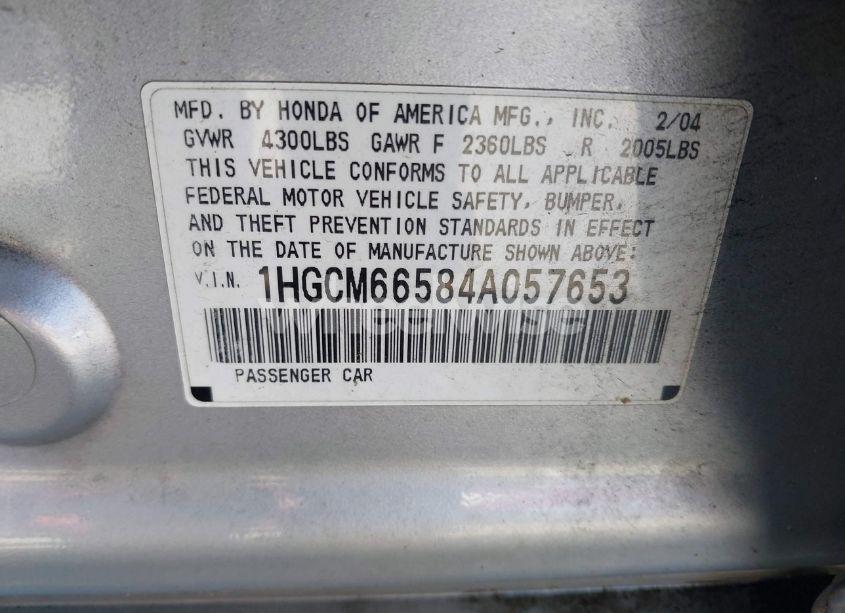 MFD. BY HONDA OF AMERICA MFG., INC. 2/04
GVWR 4300LBS GAWR F 2360LBS R 2005LBS
THIS VEHICLE CONFORMS TO ALL APPLICABLE
FEDERAL MOTOR VEHICLE SAFETY, BUMPER,
AND THEFT PREVENTION STANDARDS IN EFFECT
ON THE DATE OF MANUFACTURE SHOWN ABOVE:
V.I.N. 1HGCM66584A057653
wheelwise
PASSENGER CAR